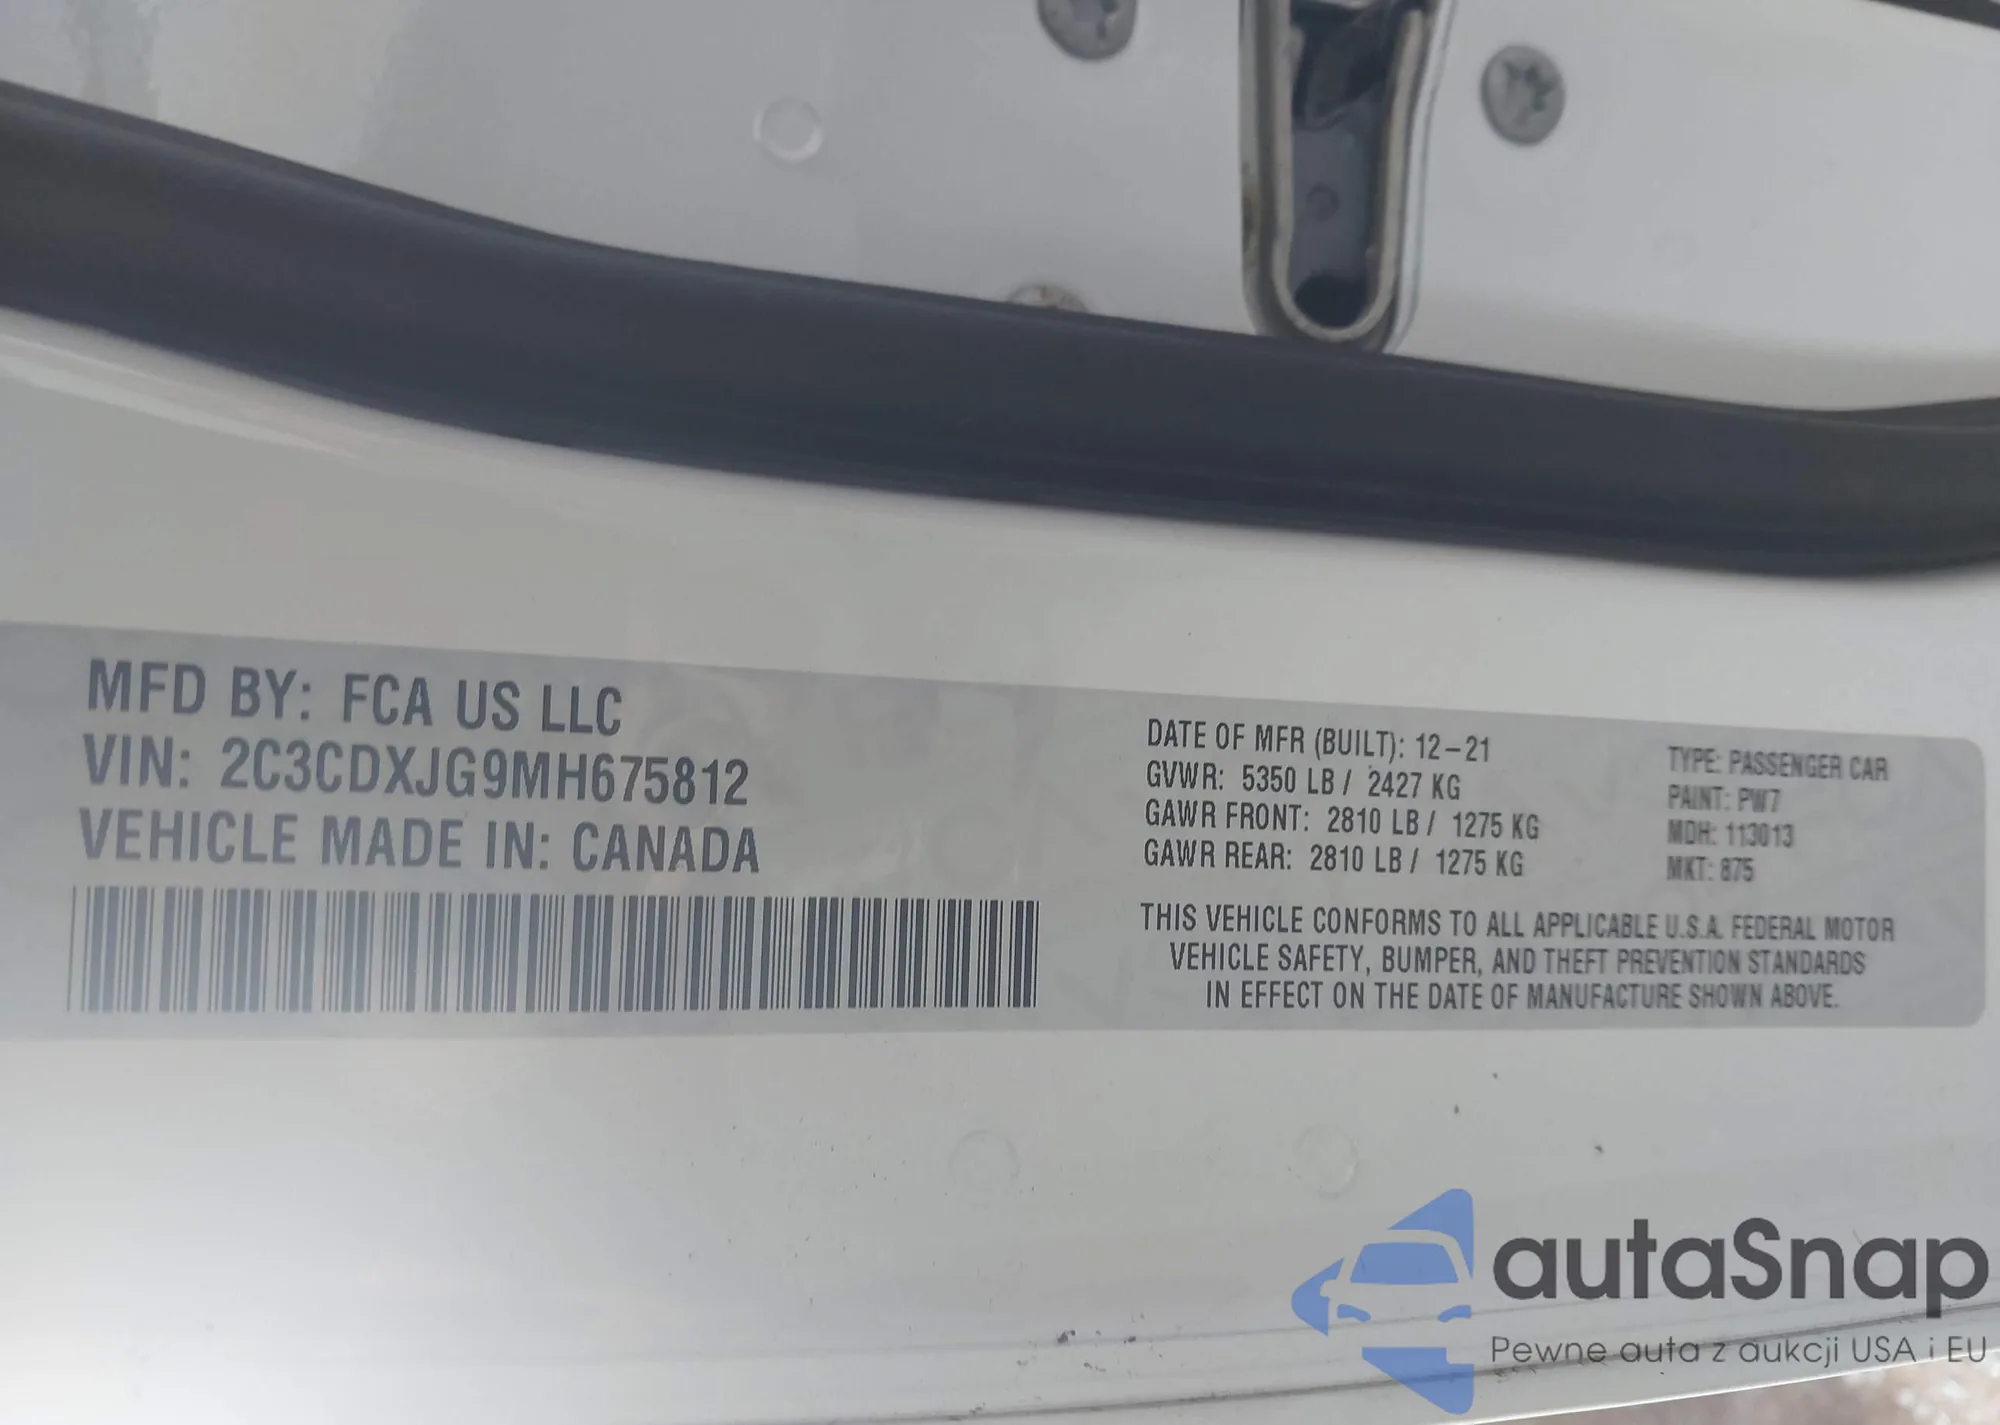 MFD BY: FCA US LLC
VIN: 2C3CDXJG9MH675812
VEHICLE MADE IN: CANADA
DATE OF MFR (BUILT): 12-21
GVWR: 5350 LB / 2427 KG
GAWR FRONT: 2810 LB / 1275 KG
GAWR REAR: 2810 LB / 1275 KG
TYPE: PASSENGER CAR
PAINT: PW7
MDH: 113013
MKT: 875
THIS VEHICLE CONFORMS TO ALL APPLICABLE U.S.A. FEDERAL MOTOR
VEHICLE SAFETY, BUMPER, AND THEFT PREVENTION STANDARDS
IN EFFECT ON THE DATE OF MANUFACTURE SHOWN ABOVE.
autaSnap
Pewne auta z aukcji USA i EU